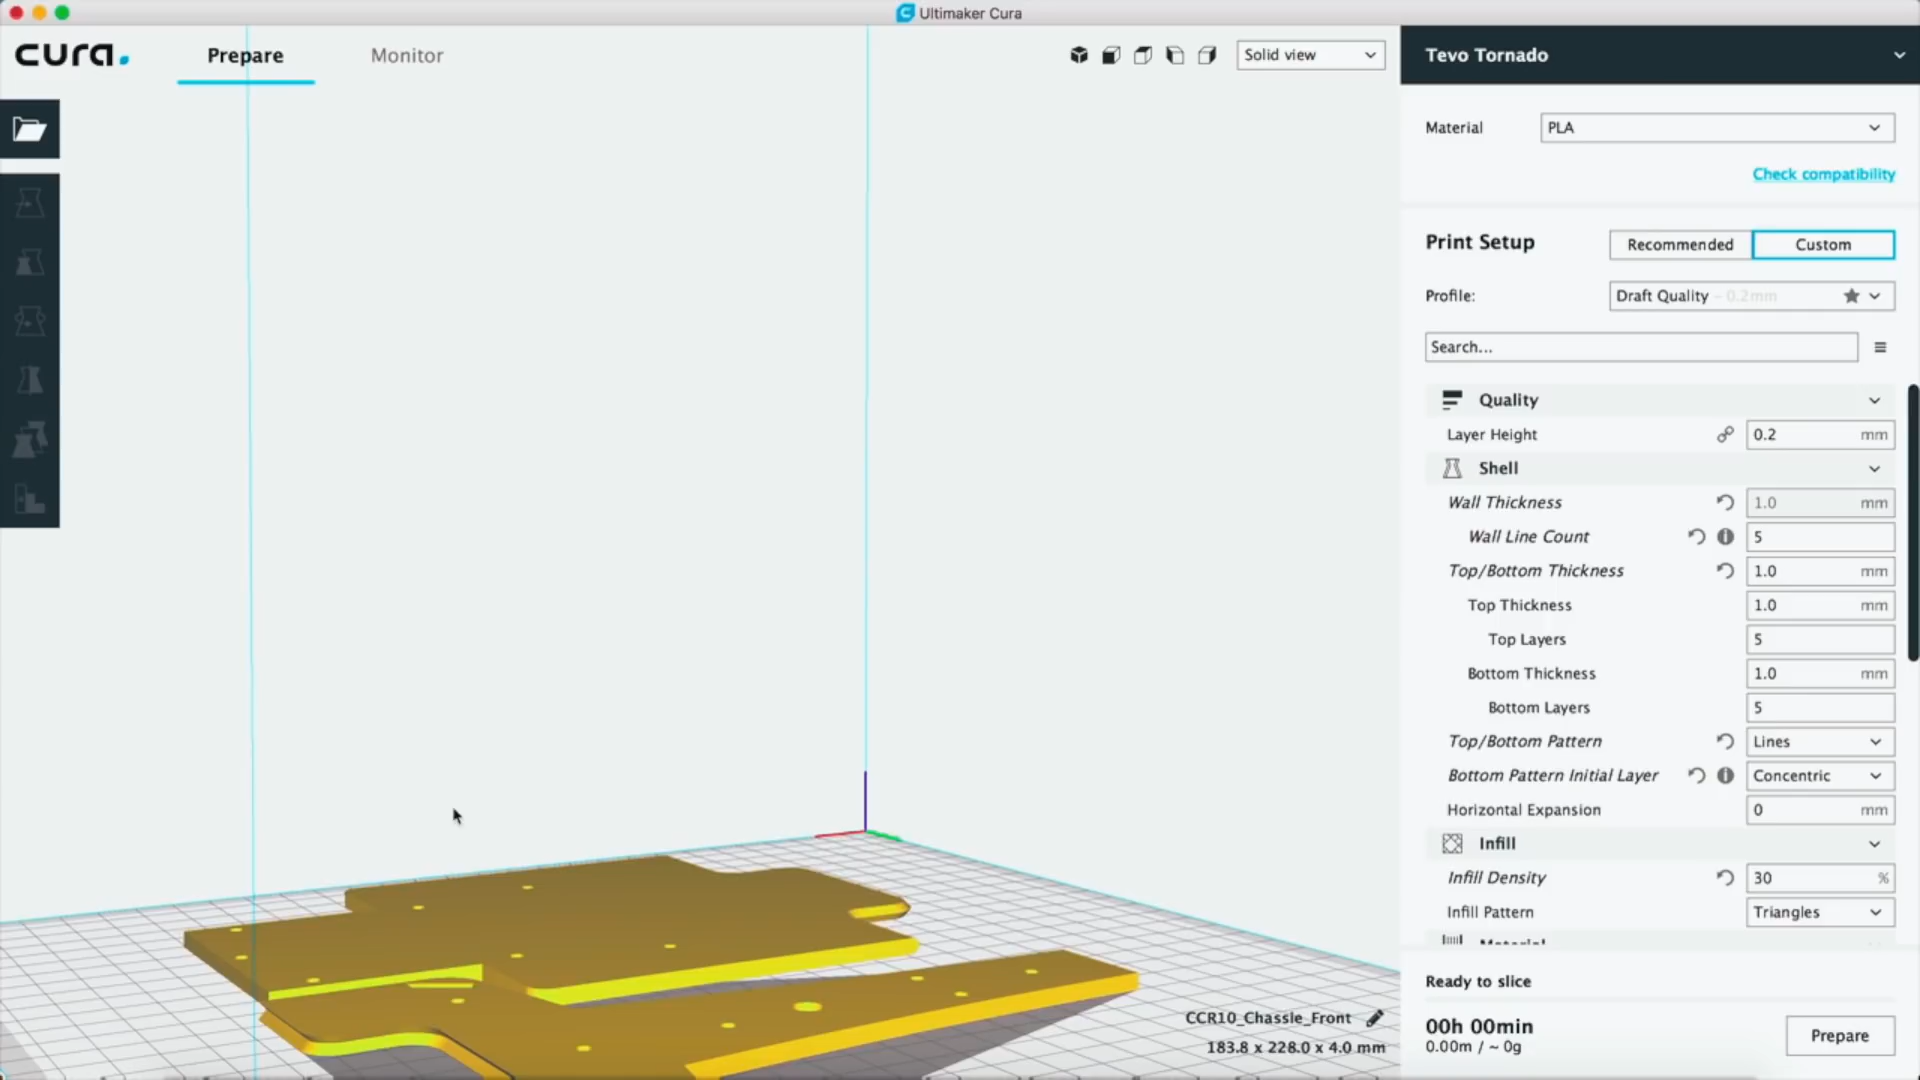 Ultimaker Cura
cura.
Prepare
Monitor
Solid view
Tevo Tornado
Material
PLA
Check compatibility
Print Setup
Recommended
Custom
Profile:
Draft Quality - 0.2mm
Search...
Quality
Layer Height
0.2 mm
Shell
Wall Thickness
1.0 mm
Wall Line Count
5
Top/Bottom Thickness
1.0 mm
Top Thickness
1.0 mm
Top Layers
5
Bottom Thickness
1.0 mm
Bottom Layers
5
Top/Bottom Pattern
Lines
Bottom Pattern Initial Layer
Concentric
Horizontal Expansion
0 mm
Infill
Infill Density
30 %
Infill Pattern
Triangles
Material
Ready to slice
00h 00min
0.00m / ~ 0g
Prepare
CCR10_Chassle_Front
183.8 x 228.0 x 4.0 mm